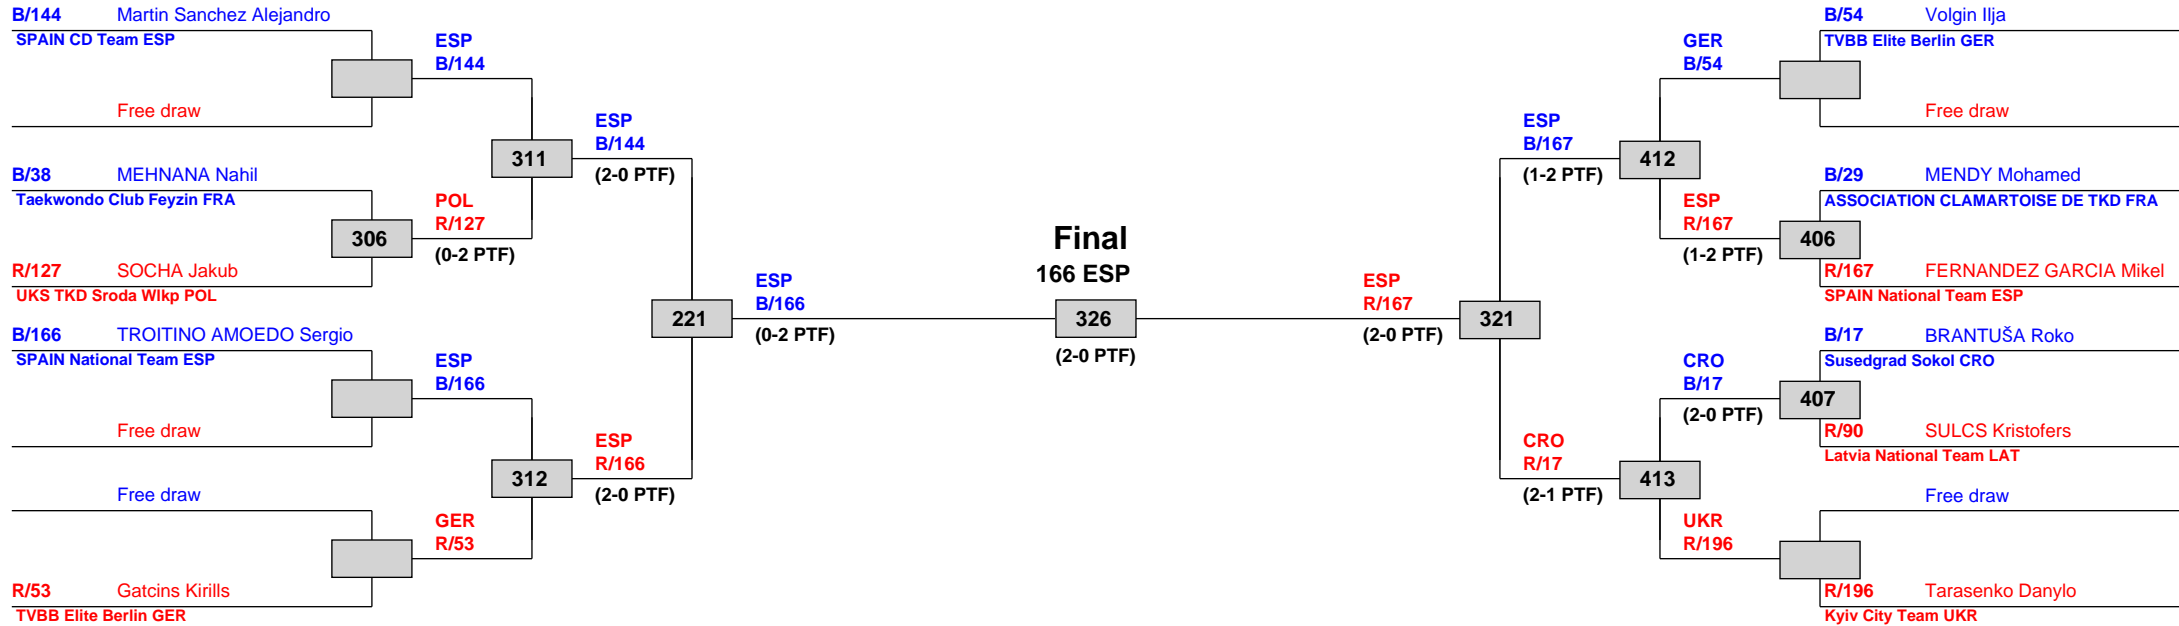 B/144 Martin Sanchez Alejandro
SPAIN CD Team ESP
Free draw
B/38 MEHNANA Nahil
Taekwondo Club Feyzin FRA
306
R/127 SOCHA Jakub
UKS TKD Sroda Wlkp POL
B/166 TROITINO AMOEDO Sergio
SPAIN National Team ESP
Free draw
Free draw
R/53 Gatcins Kirills
TVBB Elite Berlin GER
ESP
B/144
311
POL
R/127
(0-2 PTF)
ESP
B/166
312
GER
R/53
ESP
B/144
(2-0 PTF)
221
ESP
R/166
(2-0 PTF)
ESP
B/166
(0-2 PTF)
Final
166 ESP
326
(2-0 PTF)
ESP
R/167
(2-0 PTF)
321
ESP
B/167
(1-2 PTF)
412
CRO
R/17
(2-1 PTF)
413
GER
B/54
ESP
R/167
(1-2 PTF)
CRO
B/17
(2-0 PTF)
UKR
R/196
B/54 Volgin Ilja
TVBB Elite Berlin GER
Free draw
B/29 MENDY Mohamed
ASSOCIATION CLAMARTOISE DE TKD FRA
406
R/167 FERNANDEZ GARCIA Mikel
SPAIN National Team ESP
B/17 BRANTUŠA Roko
Susedgrad Sokol CRO
407
R/90 SULCS Kristofers
Latvia National Team LAT
Free draw
R/196 Tarasenko Danylo
Kyiv City Team UKR